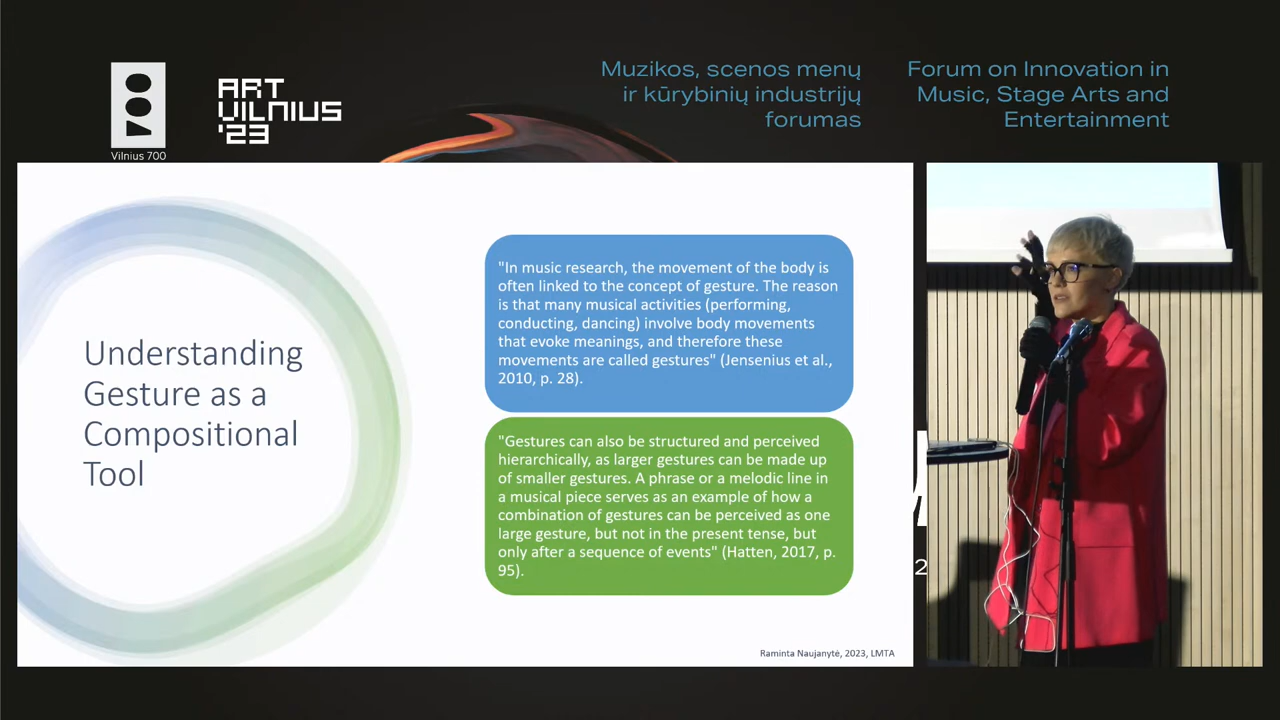 Vilnius 700
ART
VILNIUS
'23
Muzikos, scenos menų
ir kūrybinių industrijų
forumas
Forum on Innovation in
Music, Stage Arts and
Entertainment
Understanding
Gesture as a
Compositional
Tool
"In music research, the movement of the body is
often linked to the concept of gesture. The reason
is that many musical activities (performing,
conducting, dancing) involve body movements
that evoke meanings, and therefore these
movements are called gestures" (Jensenius et al.,
2010, p. 28).
"Gestures can also be structured and perceived
hierarchically, as larger gestures can be made up
of smaller gestures. A phrase or a melodic line in
a musical piece serves as an example of how a
combination of gestures can be perceived as one
large gesture, but not in the present tense, but
only after a sequence of events" (Hatten, 2017, p.
95).
Raminta Naujanytė, 2023, LMTA